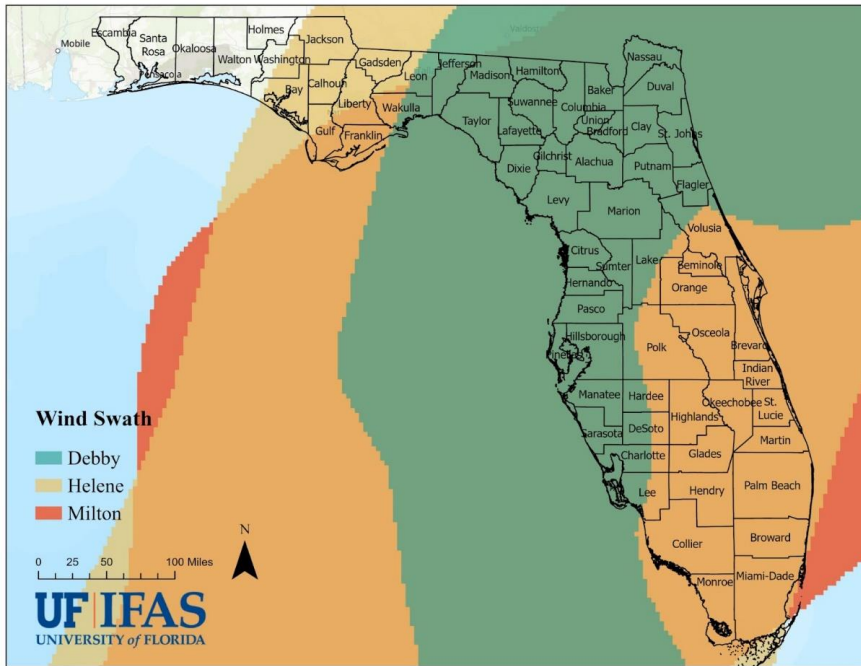 Holmes
Escambia
Santa
Rosa
Okaloosa
Jackson
Mobile
Walton
Washington
Gadsden
Jefferson
Leon
Madison
Hamilton
Nassau
Pensacola
Bay
Calhoun
Liberty
Wakulla
Baker
Duval
Suwannee
Columbia
Gulf
Franklin
Taylor
Lafayette
Union
Bradford
Clay
St. Johns
Gilchrist
Dixie
Alachua
Putnam
Flagler
Levy
Marion
Volusia
Citrus
Sumter
Lake
Seminole
Hernando
Orange
Pasco
Osceola
Hillsborough
Pinellas
Polk
Brevard
Indian
River
Manatee
Hardee
Highlands
Okeechobee
St.
Lucie
Sarasota
DeSoto
Martin
Charlotte
Glades
Lee
Hendry
Palm Beach
Collier
Broward
Monroe
Miami-Dade
Wind Swath
Debby
Helene
Milton
N
0 25 50 100 Miles
UF|IFAS
UNIVERSITY of FLORIDA